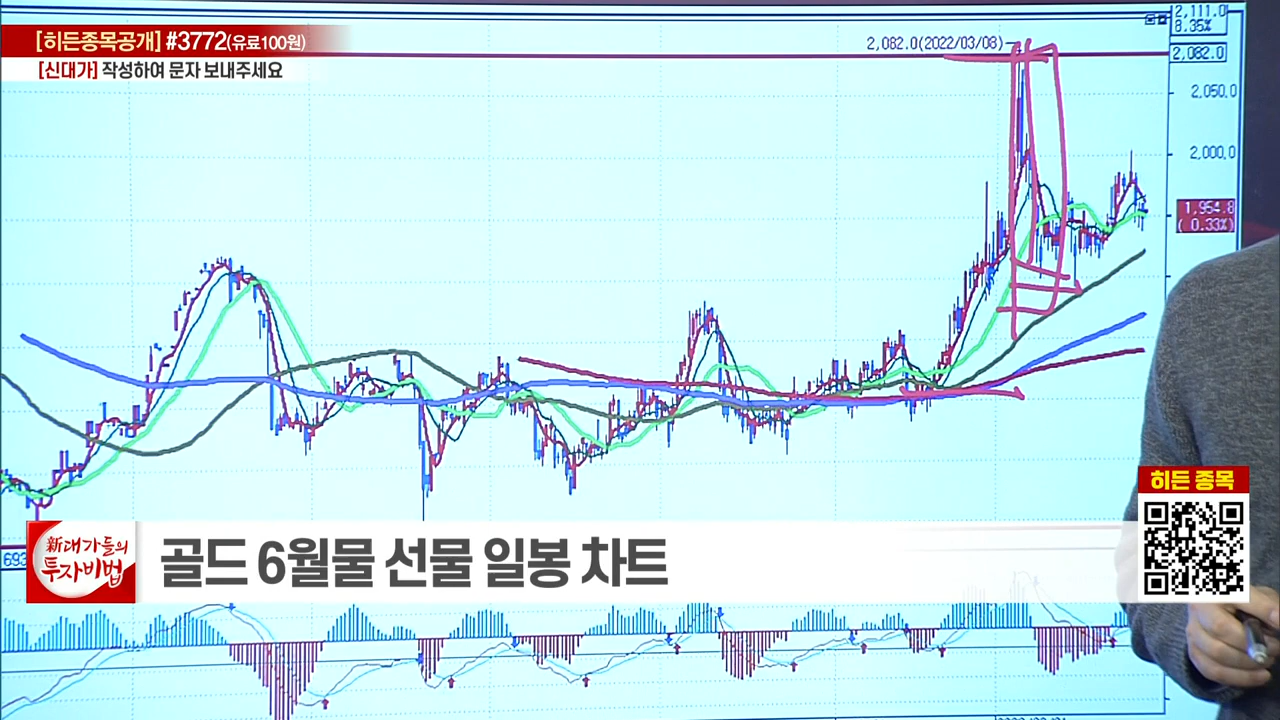 [히든종목공개] #3772(유료100원)
[신대가] 작성하여 문자 보내주세요
2,082.0(2022/03/08)
2,111.0
8.35%
2,082.0
2,050.0
2,000.0
1,954.8
( 0.33%)
히든 종목
693
新대가들의
투자비법
골드 6월물 선물 일봉 차트